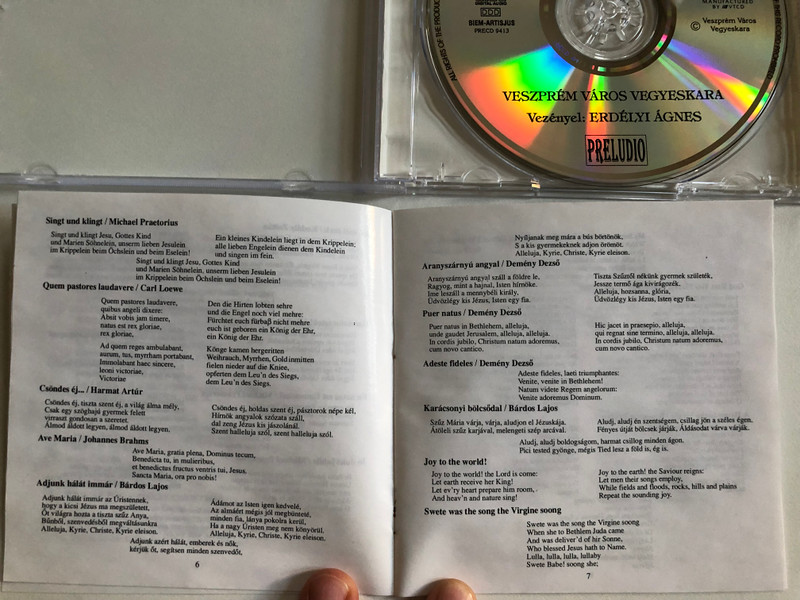 ALL RIGHTS OF THE PRODUC
DIGITAL AUDIO
DDD
BIEM-ARTISJUS
PRECD 9413
MANUFACTURED
BY VTCD
© Veszprém Város
Vegyeskara
VESZPRÉM VÁROS VEGYESKARA
Vezényel: ERDÉLYI ÁGNES
PRELUDIO
Singt und klingt / Michael Praetorius
Singt und klingt Jesu, Gottes Kind
und Marien Söhnelein, unserm lieben Jesulein
im Krippelein beim Öchslein und beim Eselein!
Ein kleines Kindelein liegt in dem Krippelein;
alle lieben Engelein dienen dem Kindelein
und singen im fein.
Singt und klingt Jesu, Gottes Kind
und Marien Söhnelein, unserm lieben Jesulein
im Krippelein beim Öchslein und beim Eselein!
Quem pastores laudavere / Carl Loewe
Quem pastores laudavere,
quibus angeli dixere:
Absit vobis jam timere,
natus est rex gloriae,
rex gloriae,
Ad quem reges ambulabant,
aurum, tus, myrrham portabant,
Immolabant haec sincere,
leoni victoriae,
Victoriae
Den die Hirten lobten sehre
und die Engel noch viel mehre:
Fürchtet euch fürbaß nicht mehre
euch ist geboren ein König der Ehr,
ein König der Ehr.
Könge kamen hergeritten
Weihrauch, Myrrhen, Gold inmitten
fielen nieder auf die Kniee,
opferten dem Leu'n des Siegs,
dem Leu'n des Siegs.
Csöndes éj... / Harmat Artúr
Csöndes éj, tiszta szent éj, a világ álma mély,
Csak egy szöghajú gyermek felett
virraszt gondosan a szeretet.
Álmod áldott legyen, álmod áldott legyen.
Csöndes éj, holdas szent éj, pásztorok népe kél,
Hírnök angyalok szózata száll,
dal zeng Jézus kis jászolánál.
Szent halleluja szól, szent halleluja szól.
Ave Maria / Johannes Brahms
Ave Maria, gratia plena, Dominus tecum,
Benedicta tu, in mulieribus,
et benedictus fructus ventris tui, Jesus.
Sancta Maria, ora pro nobis!
Adjunk hálát immár / Bárdos Lajos
Adjunk hálát immár az Úristennek,
hogy a kicsi Jézus ma megszületett,
Őt világra hozta a tiszta szűz Anya,
Bűnből, szenvedésből megváltásunkra
Alleluja, Kyrie, Christe, Kyrie eleison.
Ádámot az Isten igen kedvelé,
Az almáért mégis jól megbünteté,
minden fia, lánya pokolra kerül,
Ha a nagy Úristen meg nem könyörül.
Alleluja, Kyrie, Christe, Kyrie eleison.
Adjunk azért hálát, emberek és nők,
kérjük őt, segítsen minden szenvedőt,
6
Nyíljanak meg mára a bús börtönök,
S a kis gyermekeknek adjon örömöt.
Alleluja, Kyrie, Christe, Kyrie eleison.
Aranyszárnyú angyal / Demény Dezső
Aranyszárnyú angyal száll a földre le,
Ragyog, mint a hajnal, Isten hírnöke.
Íme leszáll a mennybéli király,
Üdvözlégy kis Jézus, Isten egy fia.
Tiszta Szűztől nékünk gyermek születék,
Jessze termő ága kivirágozék.
Alleluja, hozsanna, glória,
Üdvözlégy kis Jézus, Isten egy fia.
Puer natus / Demény Dezső
Puer natus in Bethlehem, alleluja,
unde gaudet Jerusalem, alleluja, alleluja.
In cordis jubilo, Christum natum adoremus,
cum novo cantico.
Hic jacet in praesepio, alleluja,
qui regnat sine termino, alleluja, alleluja.
In cordis jubilo, Christum natum adoremus,
cum novo cantico.
Adeste fideles / Demény Dezső
Adeste fideles, laeti triumphantes:
Venite, venite in Bethlehem!
Natum videte Regem angelorum:
Venite adoremus Dominum.
Karácsonyi bölcsődal / Bárdos Lajos
Szűz Mária várja, várja, aludjon el Jézuskája.
Átöleli szűz karjával, melengeti szép arcával.
Aludj, aludj én szentségem, csillag jön a széles égen.
Fényes útját bölcsek járják, Áldásodat várva várják.
Aludj, aludj boldogságom, harmat csillog minden ágon.
Pici tested gyönge, mégis Tied lesz a föld is, ég is.
Joy to the world!
Joy to the world! the Lord is come:
Let earth receive her King!
Let ev'ry heart prepare him room,
And heav'n and nature sing!
Joy to the earth! the Saviour reigns:
Let men their songs employ,
While fields and floods, rocks, hills and plains
Repeat the sounding joy.
Swete was the song the Virgine soong
Swete was the song the Virgine soong
When she to Bethlem Juda came
And was deliver'd of hir Sonne,
Who blessed Jesus hath to Name.
Lulla, lulla, lulla, lullaby
Swete Babe! soong she;
7